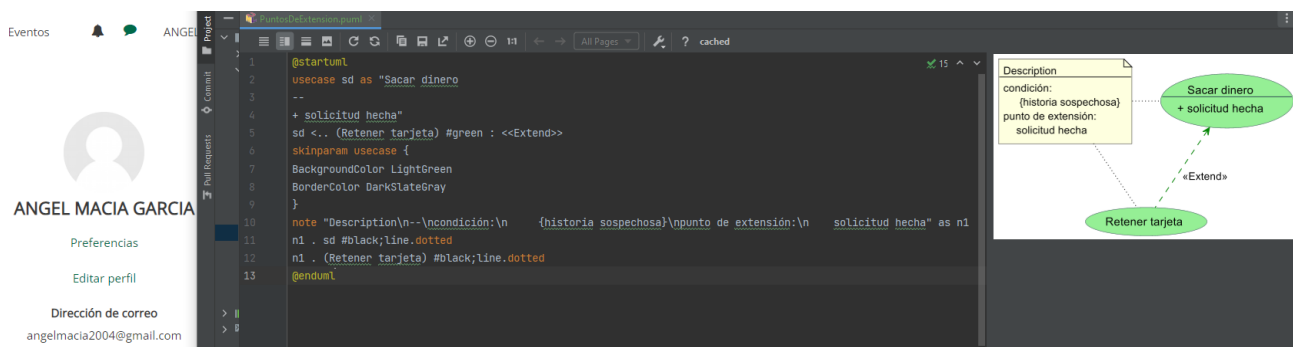 Eventos
ANGEL
ANGEL MACIA GARCIA
Preferencias
Editar perfil
Dirección de correo
angelmacia2004@gmail.com
Project
Commit
Pull Requests
PuntosDeExtension.puml
1:1
All Pages
?
cached
15
1 @startuml
2 usecase sd as "Sacar dinero
3 --
4 + solicitud hecha"
5 sd <.. (Retener tarjeta) #green : <<Extend>>
6 skinparam usecase {
7 BackgroundColor LightGreen
8 BorderColor DarkSlateGray
9 }
10 note "Description\n--\ncondición:\n    {historia sospechosa}\npunto de extensión:\n    solicitud hecha" as n1
11 n1 . sd #black;line.dotted
12 n1 . (Retener tarjeta) #black;line.dotted
13 @enduml
Description
condición:
{historia sospechosa}
punto de extensión:
solicitud hecha
Sacar dinero
+ solicitud hecha
«Extend»
Retener tarjeta